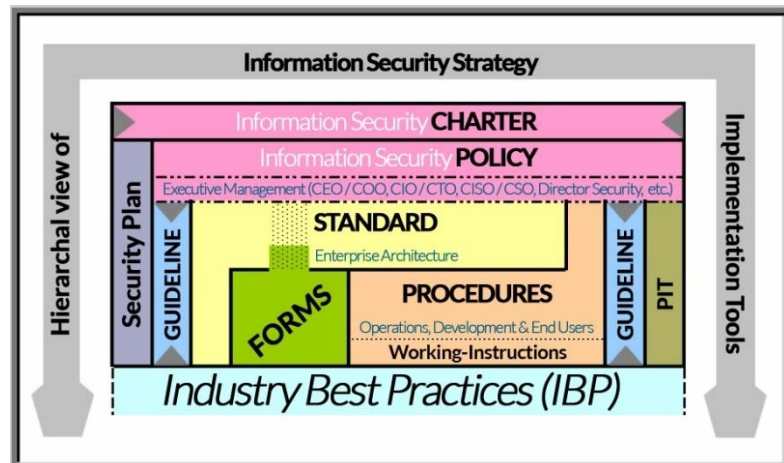 Information Security Strategy
Hierarchal view of
Implementation Tools
Information Security CHARTER
Information Security POLICY
Executive Management (CEO / COO, CIO / CTO, CISO / CSO, Director Security, etc.)
Security Plan
GUIDELINE
STANDARD
Enterprise Architecture
FORMS
PROCEDURES
Operations, Development & End Users
Working-Instructions
GUIDELINE
PIT
Industry Best Practices (IBP)